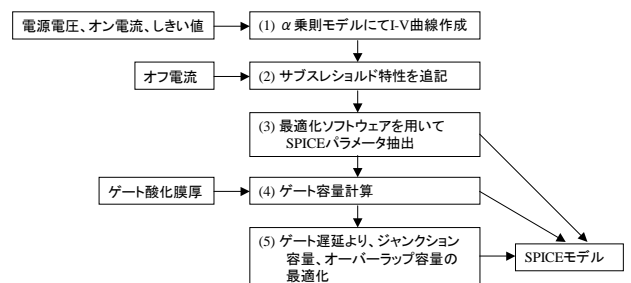 電源電圧、オン電流、しきい値
(1) α乗則モデルにてI-V曲線作成
オフ電流
(2) サブスレショルド特性を追記
(3) 最適化ソフトウェアを用いて
SPICEパラメータ抽出
ゲート酸化膜厚
(4) ゲート容量計算
(5) ゲート遅延より、ジャンクション
容量、オーバーラップ容量の
最適化
SPICEモデル